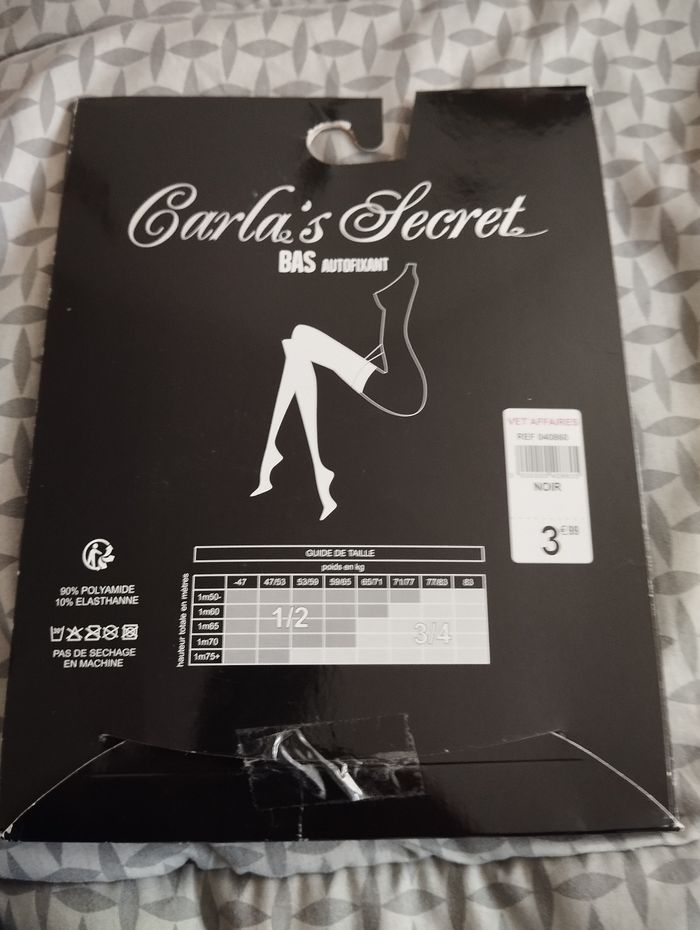 Carla's Secret
BAS AUTOFIXANT
VET AFFAIRES
REF 040860
NOIR
3 €,99
GUIDE DE TAILLE
poids en kg
-47 47/53 53/59 59/65 65/71 71/77 77/83 83
hauteur totale en mètres
1m50-
1m60
1m65
1m70
1m75+
1/2
3/4
90% POLYAMIDE
10% ELASTHANNE
PAS DE SECHAGE
EN MACHINE